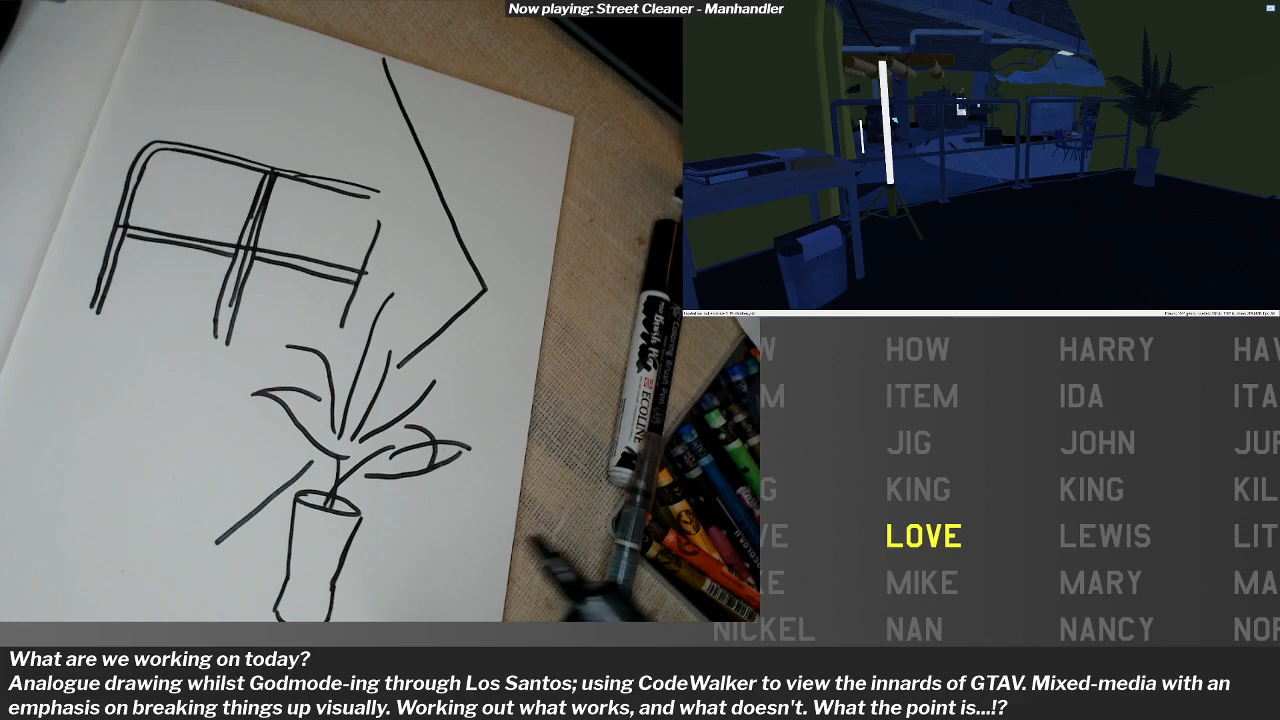 Now playing: Street Cleaner - Manhandler
HOW HARRY
ITEM IDA
JIG JOHN
KING KING
LOVE LEWIS
MIKE MARY
NICKEL NAN NANCY
Brush Pen
ECOLINE
What are we working on today?
Analogue drawing whilst Godmode-ing through Los Santos; using CodeWalker to view the innards of GTAV. Mixed-media with an
emphasis on breaking things up visually. Working out what works, and what doesn't. What the point is...!?